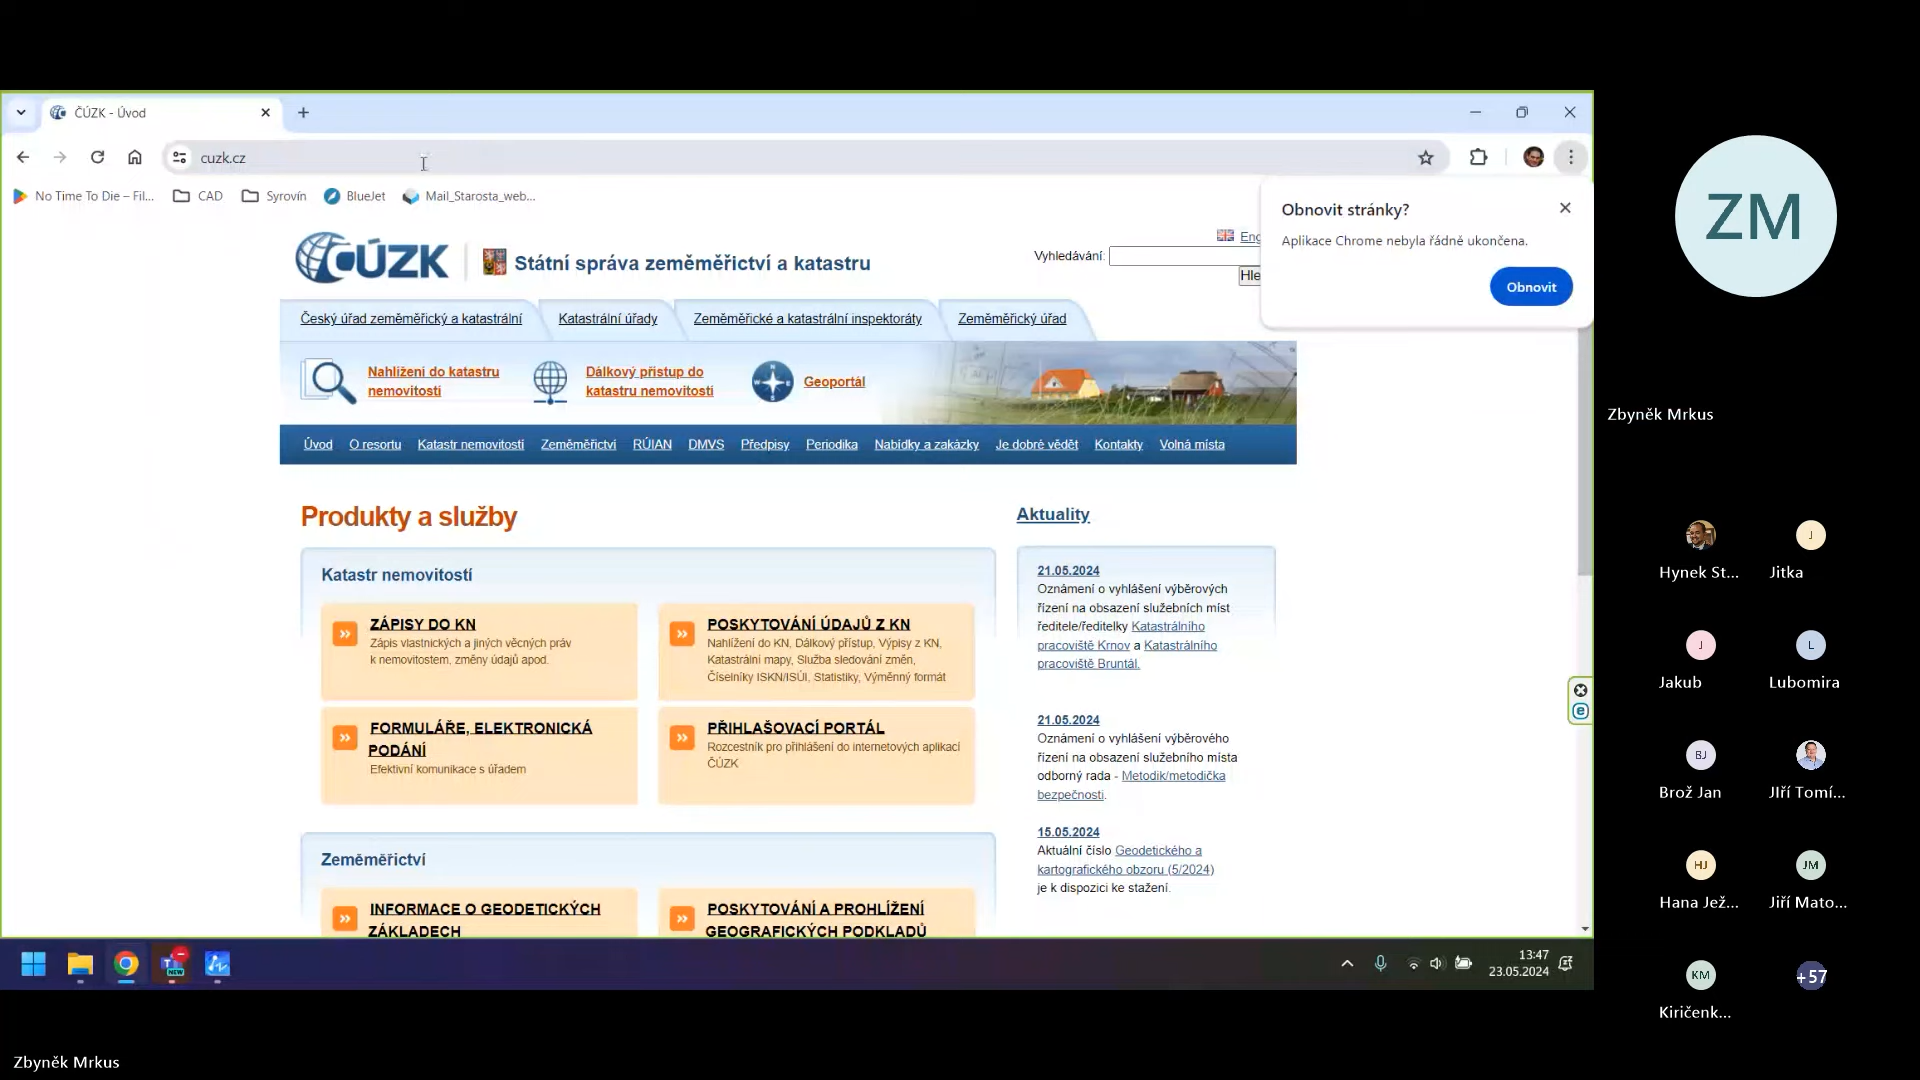 ČÚZK - Úvod
cuzk.cz
No Time To Die – Fil...
CAD
Syrovín
BlueJet
Mail_Starosta_web...
Obnovit stránky?
Aplikace Chrome nebyla řádně ukončena.
Obnovit
ČÚZK
Státní správa zeměměřictví a katastru
Eng
Vyhledávání:
Hle
Český úřad zeměměřický a katastrální
Katastrální úřady
Zeměměřické a katastrální inspektoráty
Zeměměřický úřad
Nahlížení do katastru
nemovitostí
Dálkový přístup do
katastru nemovitostí
Geoportál
Úvod
O resortu
Katastr nemovitostí
Zeměměřictví
RÚIAN
DMVS
Předpisy
Periodika
Nabídky a zakázky
Je dobré vědět
Kontakty
Volná místa
Produkty a služby
Katastr nemovitostí
ZÁPISY DO KN
Zápis vlastnických a jiných věcných práv
k nemovitostem, změny údajů apod.
POSKYTOVÁNÍ ÚDAJŮ Z KN
Nahlížení do KN, Dálkový přístup, Výpisy z KN,
Katastrální mapy, Služba sledování změn,
Číselníky ISKN/ISÚI, Statistiky, Výměnný formát
FORMULÁŘE, ELEKTRONICKÁ
PODÁNÍ
Efektivní komunikace s úřadem
PŘIHLAŠOVACÍ PORTÁL
Rozcestník pro přihlášení do internetových aplikací
ČÚZK
Zeměměřictví
INFORMACE O GEODETICKÝCH
ZÁKLADECH
POSKYTOVÁNÍ A PROHLÍŽENÍ
GEOGRAFICKÝCH PODKLADŮ
Aktuality
21.05.2024
Oznámení o vyhlášení výběrových
řízení na obsazení služebních míst
ředitele/ředitelky Katastrálního
pracoviště Krnov a Katastrálního
pracoviště Bruntál.
21.05.2024
Oznámení o vyhlášení výběrového
řízení na obsazení služebního místa
odborný rada - Metodik/metodička
bezpečnosti.
15.05.2024
Aktuální číslo Geodetického a
kartografického obzoru (5/2024)
je k dispozici ke stažení.
NEW
13:47
23.05.2024
Zbyněk Mrkus
ZM
Zbyněk Mrkus
J
Hynek St...
Jitka
J
L
Jakub
Lubomira
BJ
Brož Jan
JIří Tomí...
HJ
JM
Hana Jež...
Jiří Mato...
KM
+57
Kiričenk...